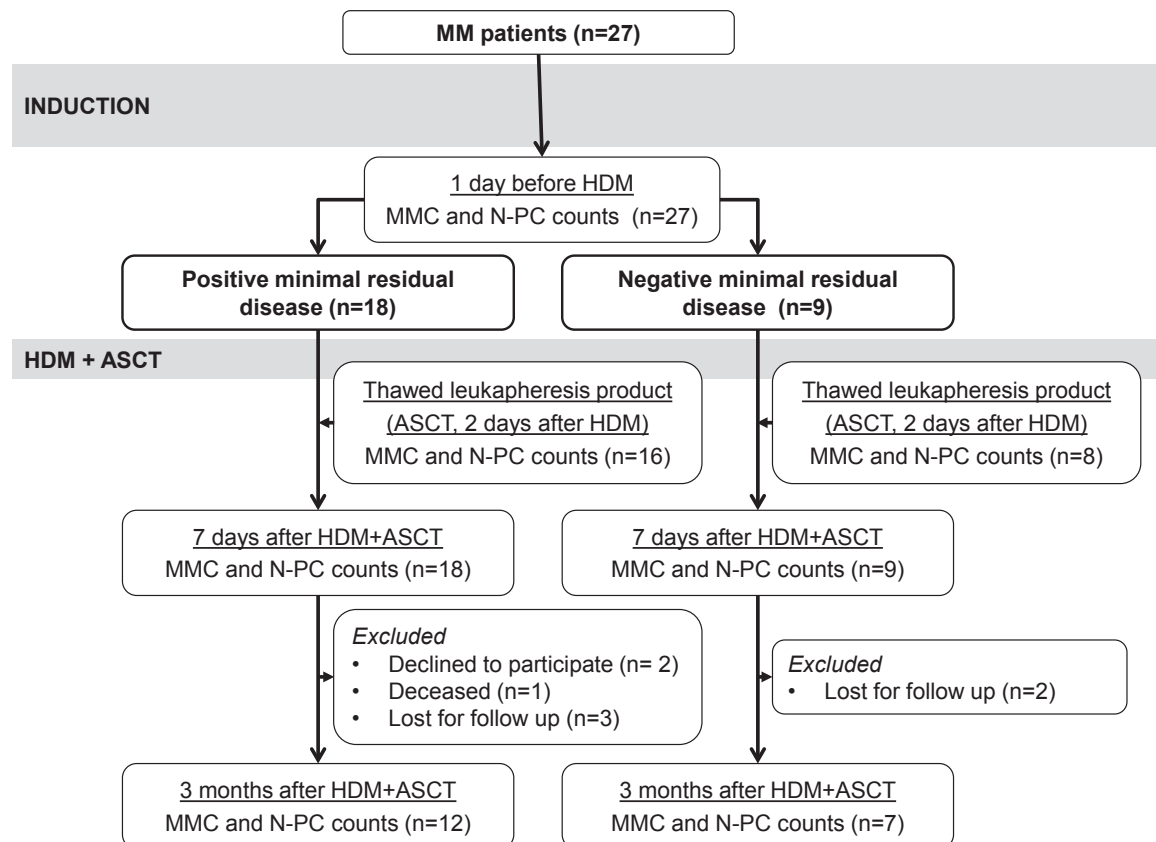 MM patients (n=27)
INDUCTION
1 day before HDM
MMC and N-PC counts (n=27)
Positive minimal residual
disease (n=18)
Negative minimal residual
disease (n=9)
HDM + ASCT
Thawed leukapheresis product
(ASCT, 2 days after HDM)
MMC and N-PC counts (n=16)
Thawed leukapheresis product
(ASCT, 2 days after HDM)
MMC and N-PC counts (n=8)
7 days after HDM+ASCT
MMC and N-PC counts (n=18)
7 days after HDM+ASCT
MMC and N-PC counts (n=9)
Excluded
• Declined to participate (n= 2)
• Deceased (n=1)
• Lost for follow up (n=3)
Excluded
• Lost for follow up (n=2)
3 months after HDM+ASCT
MMC and N-PC counts (n=12)
3 months after HDM+ASCT
MMC and N-PC counts (n=7)